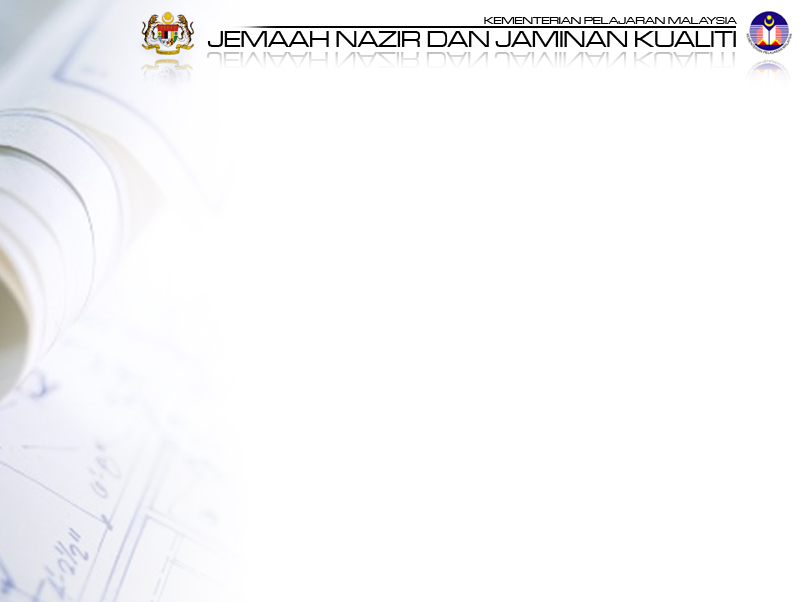 KEMENTERIAN PELAJARAN MALAYSIA
JEMAAH NAZIR DAN JAMINAN KUALITI